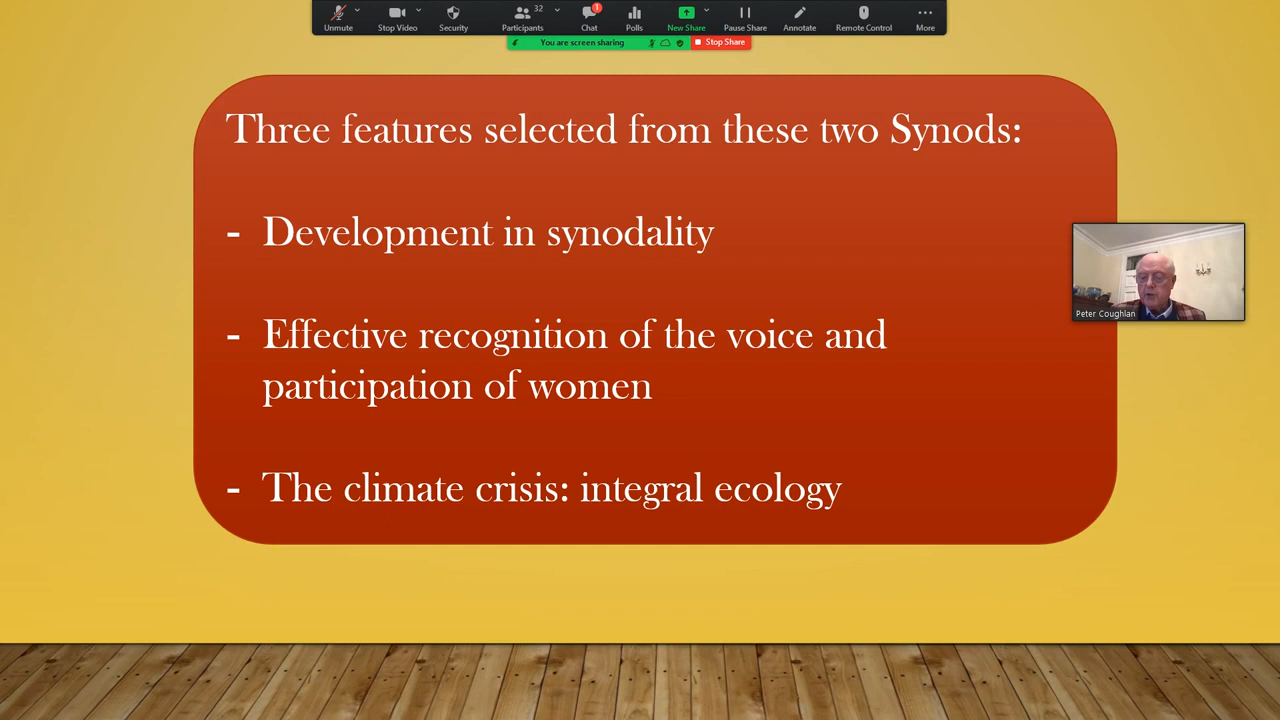 32
1
Unmute
Stop Video
Security
Participants
Chat
Polls
New Share
Pause Share
Annotate
Remote Control
More
You are screen sharing
Stop Share
Three features selected from these two Synods:
- Development in synodality
- Effective recognition of the voice and
participation of women
- The climate crisis: integral ecology
Peter Coughlan